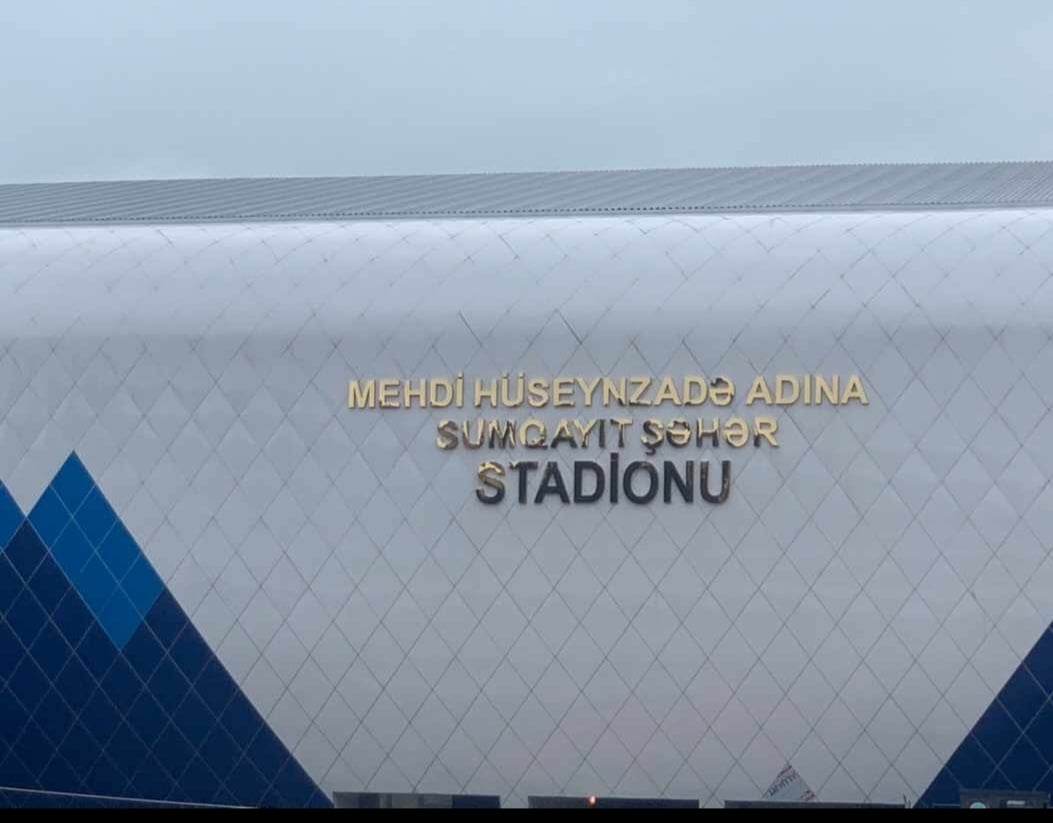 MEHDİ HÜSEYNZADƏ ADINA
SUMQAYIT ŞƏHƏR
STADİONU